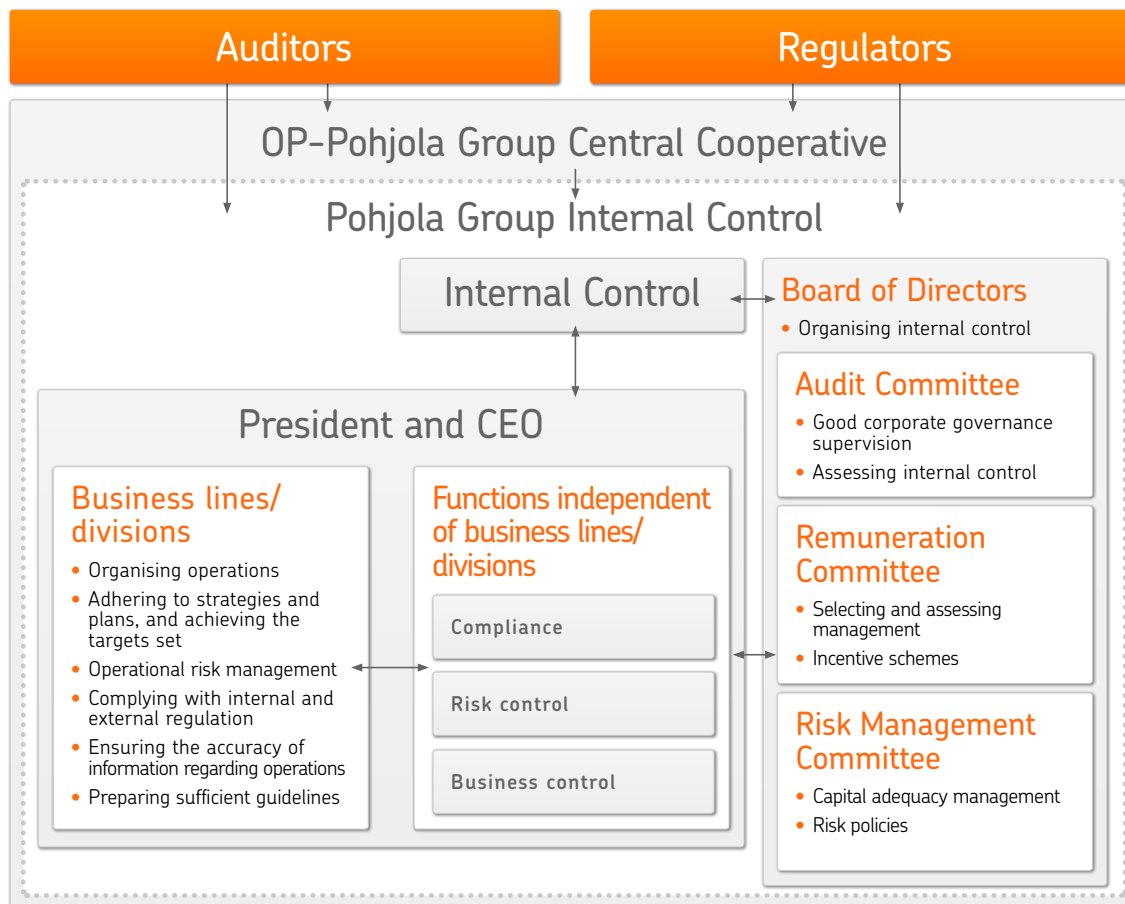 Auditors
Regulators
OP-Pohjola Group Central Cooperative
Pohjola Group Internal Control
Internal Control
Board of Directors
• Organising internal control
Audit Committee
• Good corporate governance
supervision
• Assessing internal control
President and CEO
Business lines/
divisions
• Organising operations
• Adhering to strategies and
plans, and achieving the
targets set
• Operational risk management
• Complying with internal and
external regulation
• Ensuring the accuracy of
information regarding operations
• Preparing sufficient guidelines
Functions independent
of business lines/
divisions
Compliance
Risk control
Business control
Remuneration
Committee
• Selecting and assessing
management
• Incentive schemes
Risk Management
Committee
• Capital adequacy management
• Risk policies